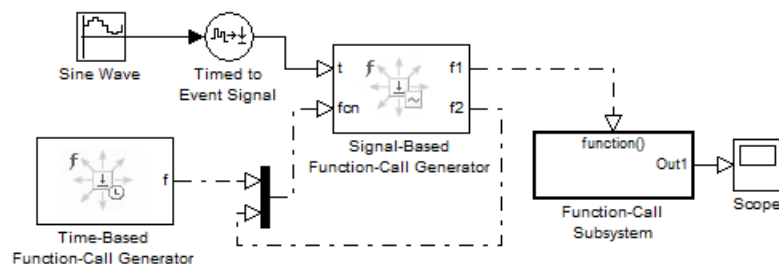 Sine Wave
Timed to
Event Signal
t
f1
fcn
f2
Signal-Based
Function-Call Generator
f
Time-Based
Function-Call Generator
function()
Out1
Function-Call
Subsystem
Scope